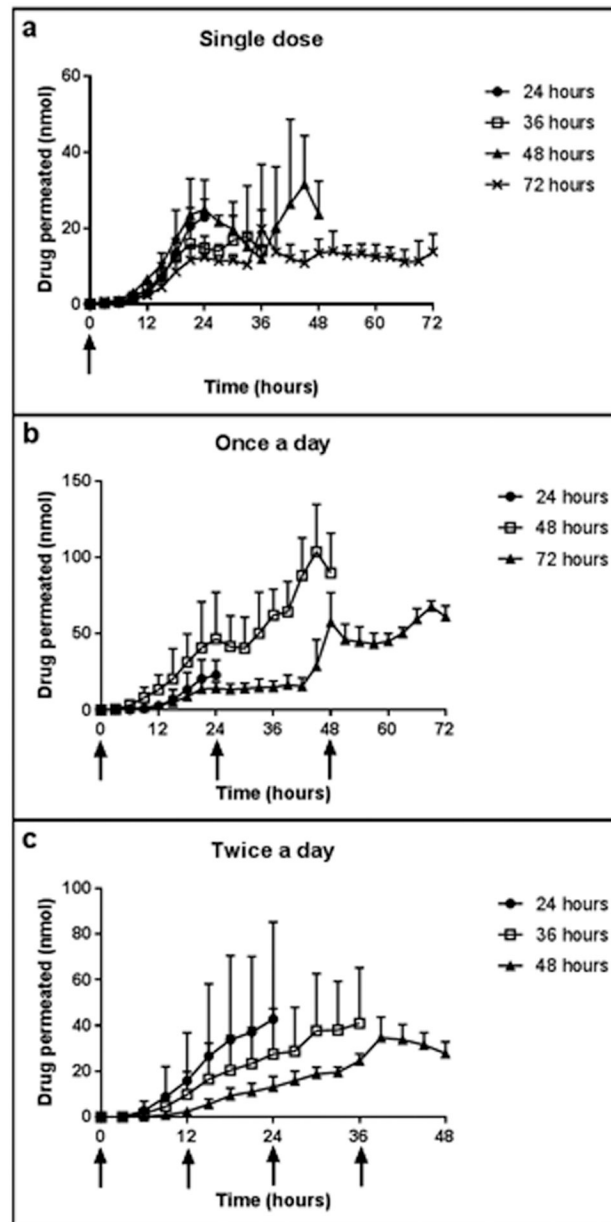 a
Single dose
Drug permeated (nmol)
60
40
20
0
0 12 24 36 48 60 72
Time (hours)
24 hours
36 hours
48 hours
72 hours
b
Once a day
Drug permeated (nmol)
150
100
50
0
0 12 24 36 48 60 72
Time (hours)
24 hours
48 hours
72 hours
c
Twice a day
Drug permeated (nmol)
100
80
60
40
20
0
0 12 24 36 48
Time (hours)
24 hours
36 hours
48 hours